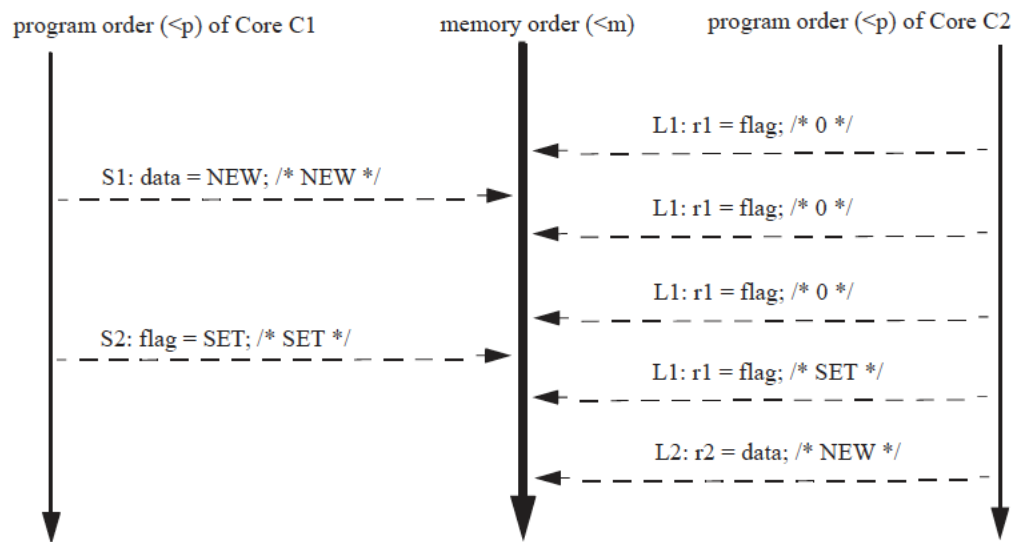 program order (<p) of Core C1
memory order (<m)
program order (<p) of Core C2
L1: r1 = flag; /* 0 */
S1: data = NEW; /* NEW */
L1: r1 = flag; /* 0 */
L1: r1 = flag; /* 0 */
S2: flag = SET; /* SET */
L1: r1 = flag; /* SET */
L2: r2 = data; /* NEW */